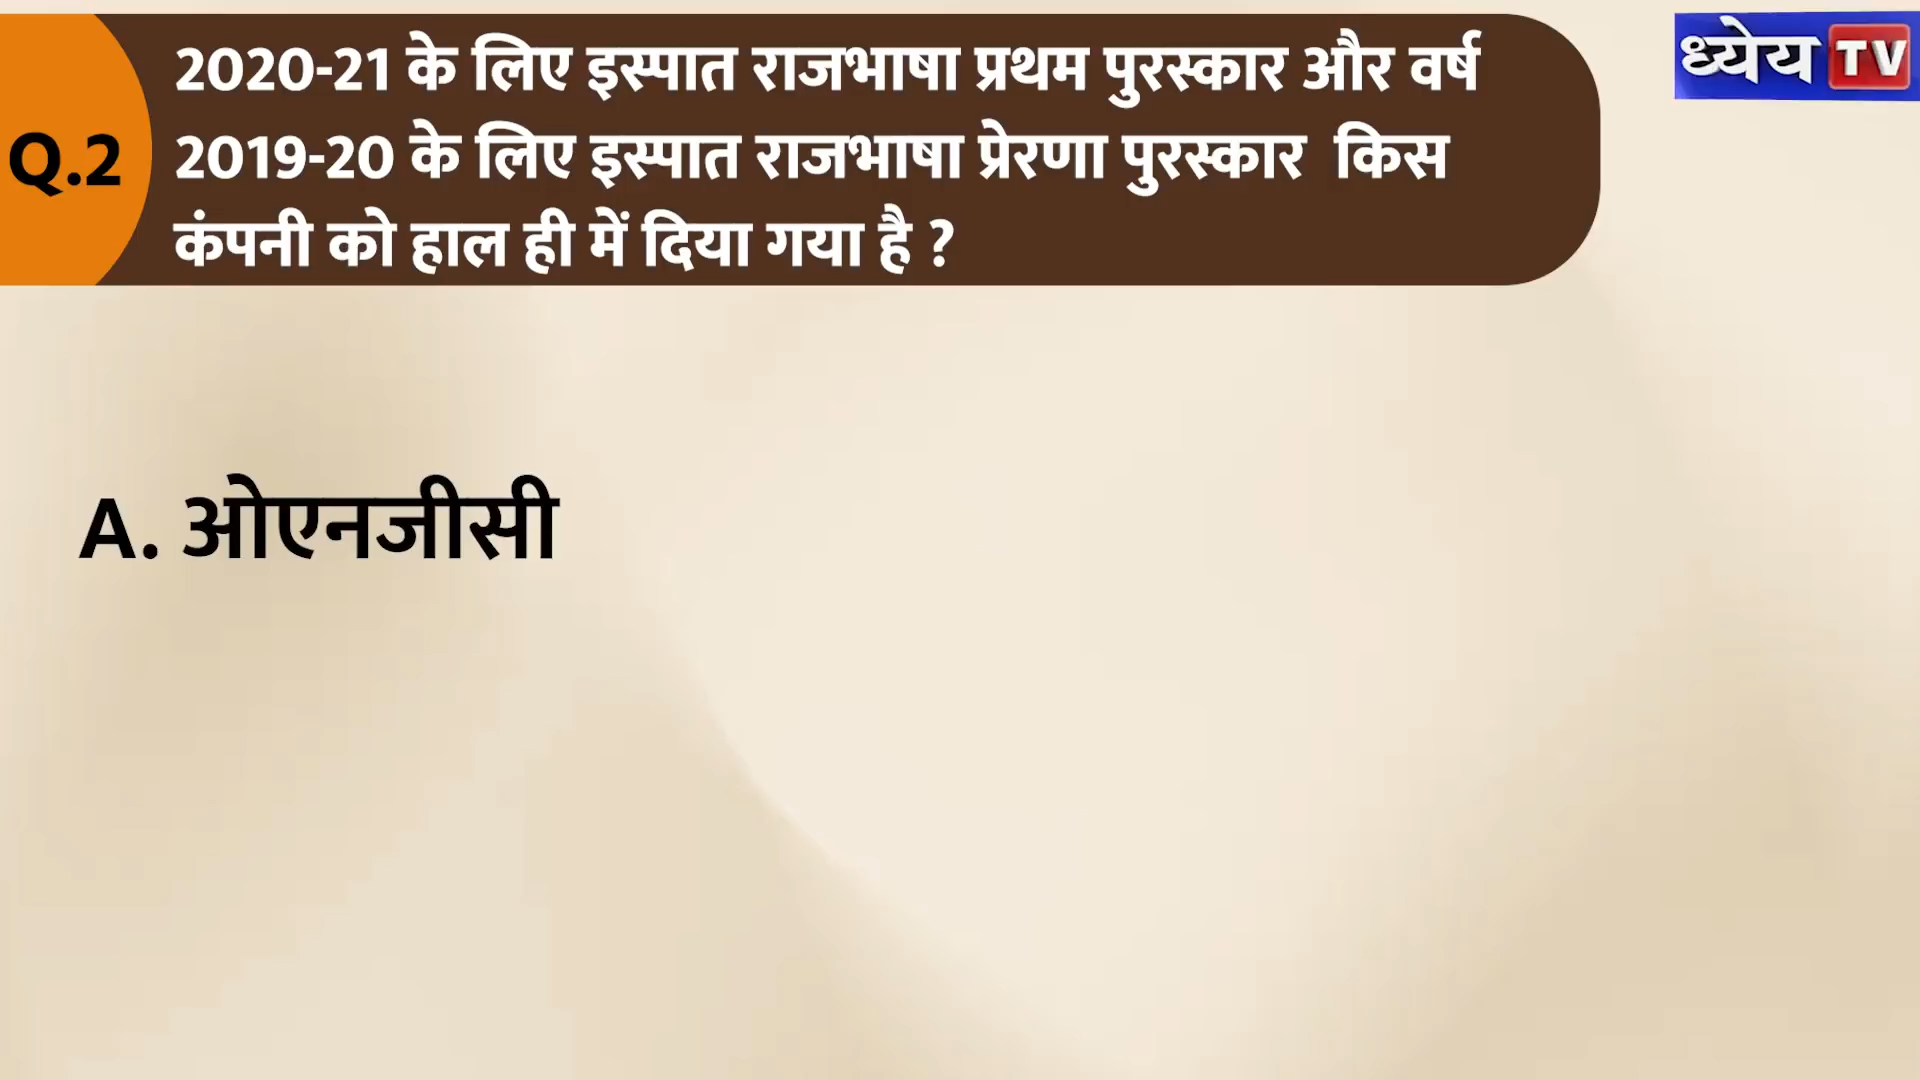 ध्येय TV
Q.2
2020-21 के लिए इस्पात राजभाषा प्रथम पुरस्कार और वर्ष
2019-20 के लिए इस्पात राजभाषा प्रेरणा पुरस्कार किस
कंपनी को हाल ही में दिया गया है ?
A. ओएनजीसी